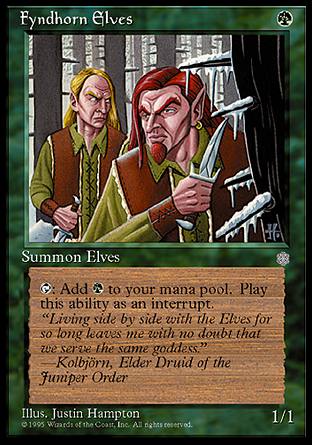 Fyndhorn Elves
Summon Elves
: Add to your mana pool. Play
this ability as an interrupt.
"Living side by side with the Elves for
so long leaves me with no doubt that
we serve the same goddess."
Kolbjörn, Elder Druid of the
Juniper Order
Illus. Justin Hampton
1/1
©1995 Wizards of the Coast, Inc. All rights reserved.